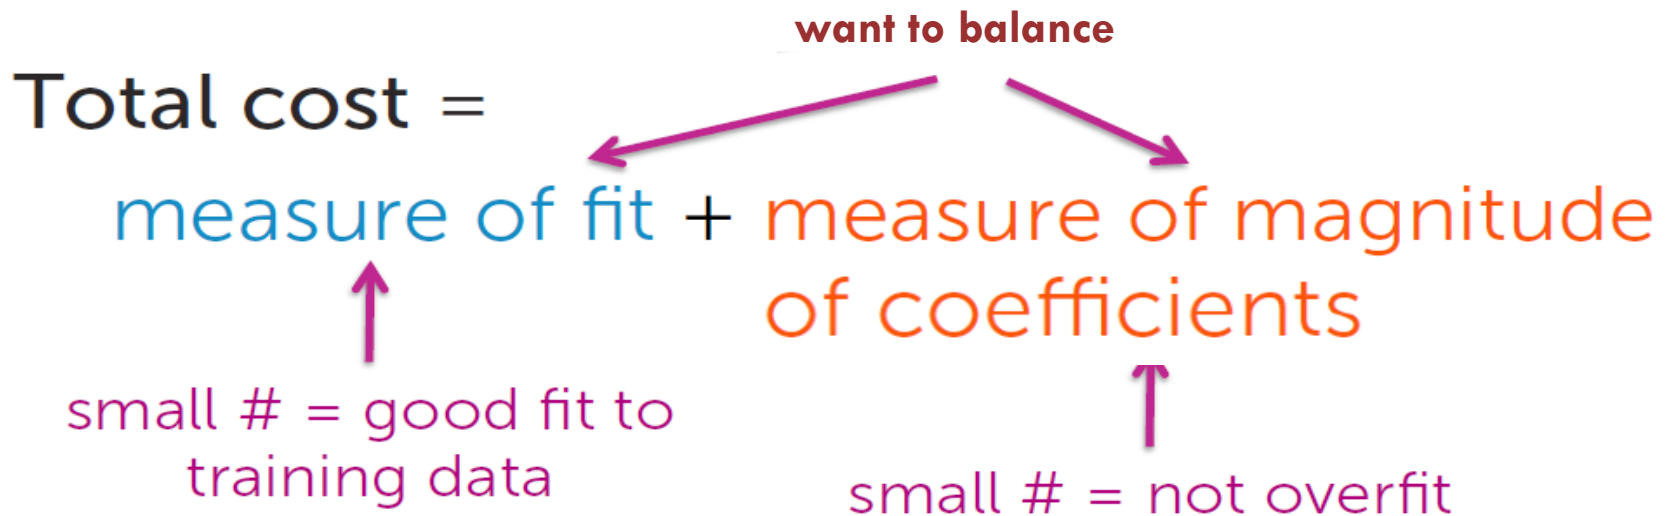 want to balance
Total cost =
measure of fit + measure of magnitude
of coefficients
small # = good fit to
training data
small # = not overfit